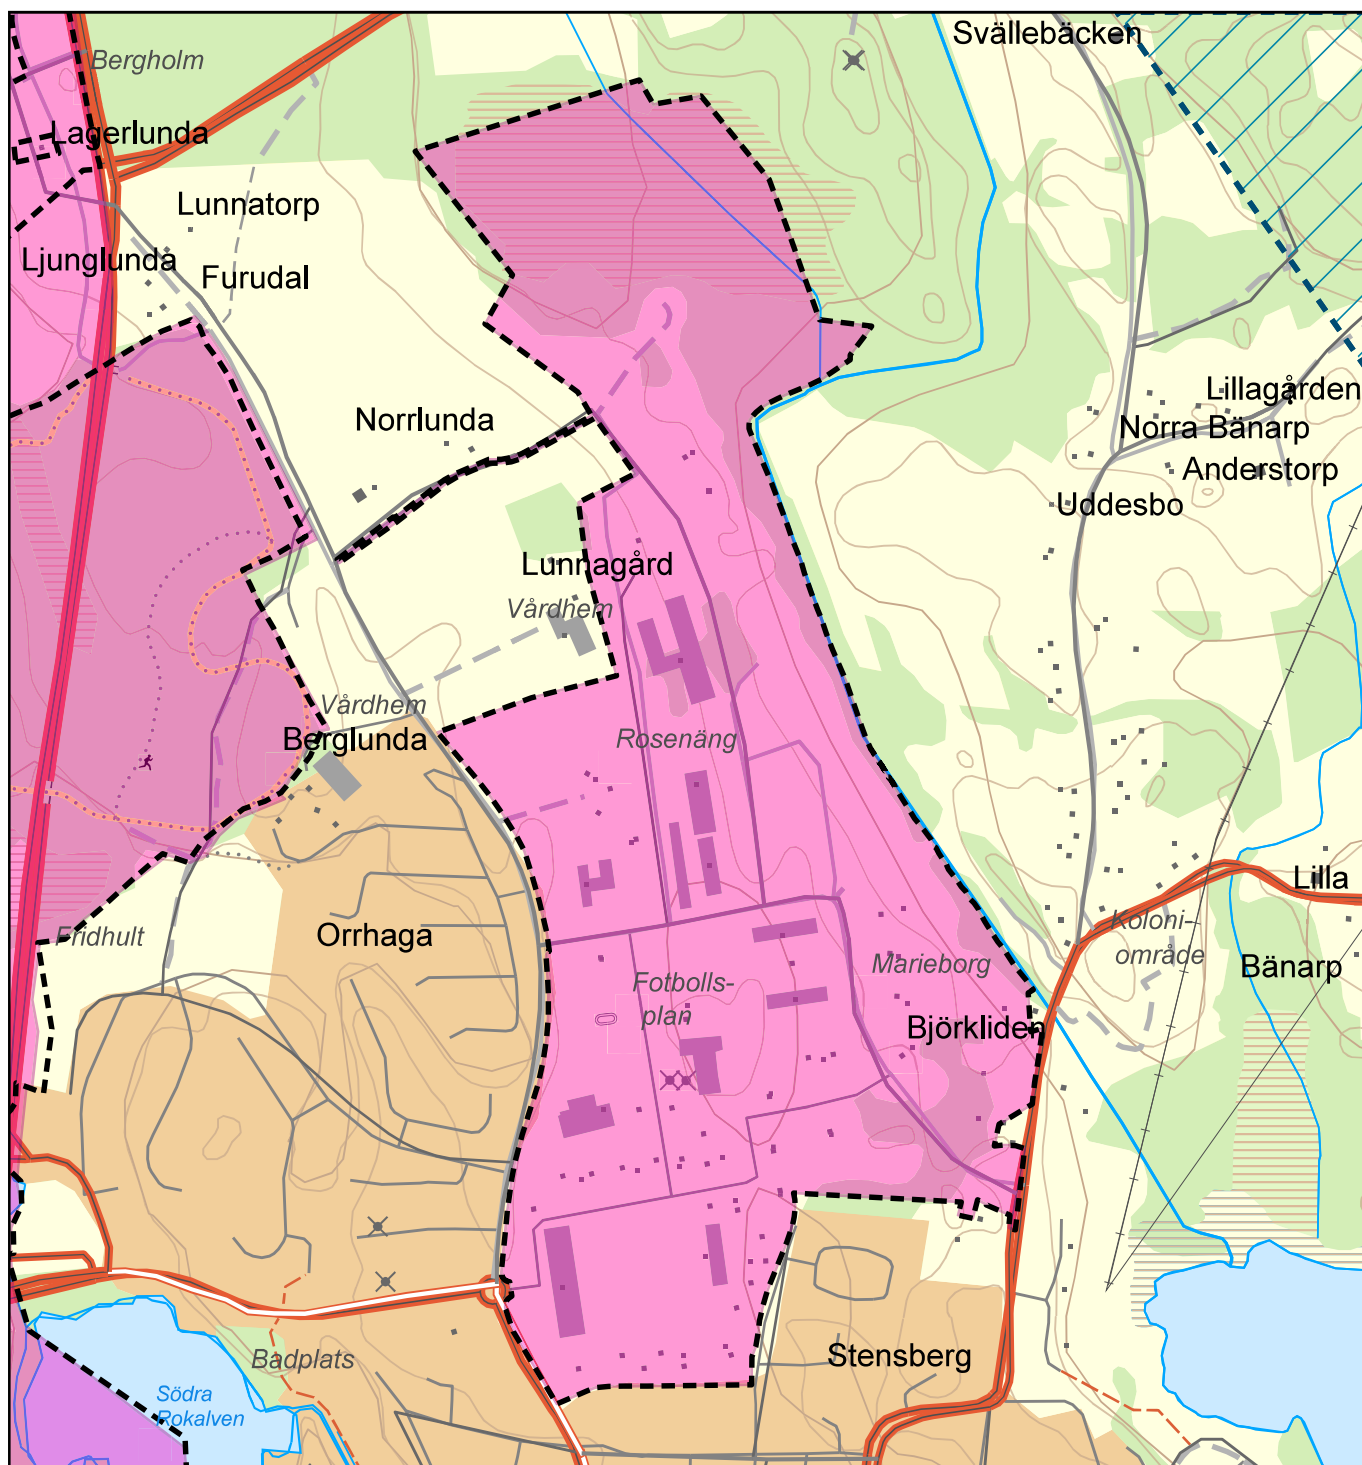 Svällebäcken
Bergholm
Lagerlunda
Lunnatorp
Ljunglunda
Furudal
Lillagården
Norrlunda
Norra Bänarp
Anderstorp
Uddesbo
Lunnagård
Vårdhem
Vårdhem
Berglunda
Rosenäng
Lilla
Bänarp
Orrhaga
Fridhult
Koloni-
område
Marieborg
Fotbolls-
plan
Björkliden
Stensberg
Badplats
Södra
Rokalven